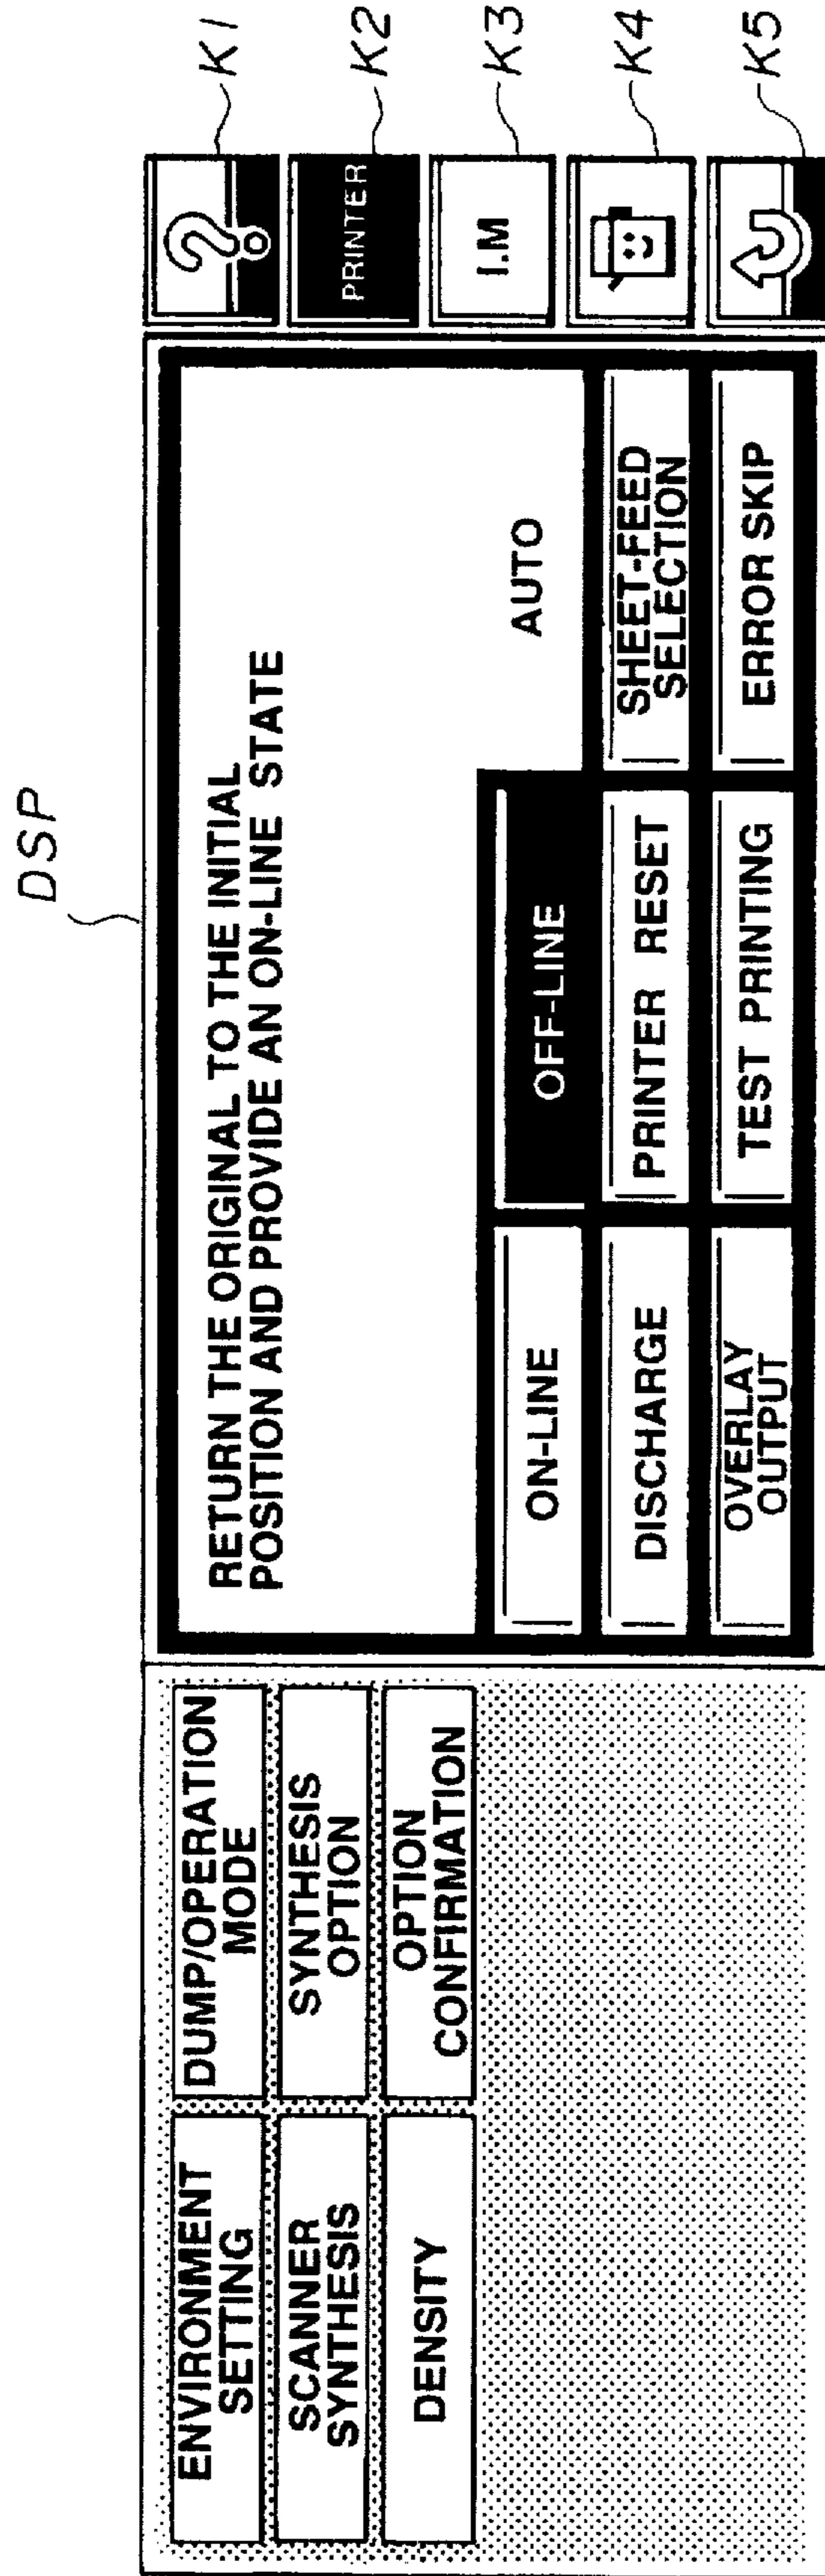 DSP
ENVIRONMENT
SETTING
DUMP/OPERATION
MODE
SCANNER
SYNTHESIS
SYNTHESIS
OPTION
DENSITY
OPTION
CONFIRMATION
RETURN THE ORIGINAL TO THE INITIAL
POSITION AND PROVIDE AN ON-LINE STATE
ON-LINE
OFF-LINE
AUTO
DISCHARGE
PRINTER RESET
SHEET-FEED
SELECTION
OVERLAY
OUTPUT
TEST PRINTING
ERROR SKIP
?
K1
PRINTER
K2
I.M
K3
K4
K5